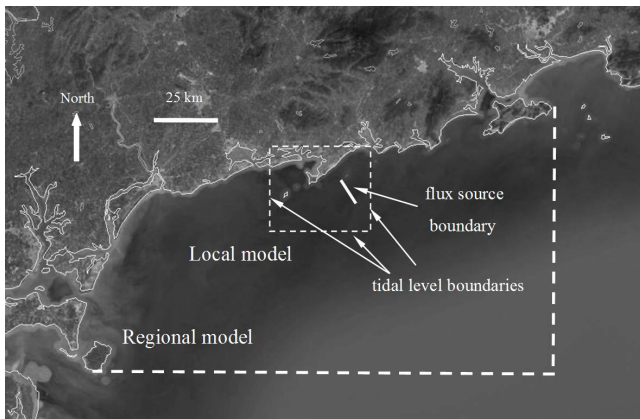 North
25 km
flux source
boundary
Local model
tidal level boundaries
Regional model